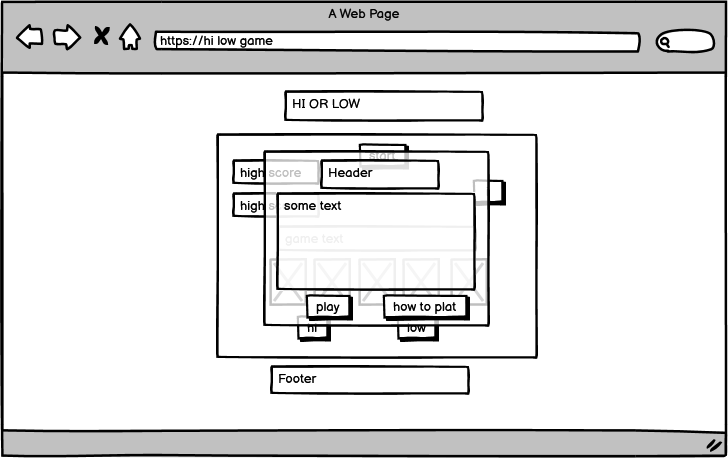 A Web Page
https://hi low game
HI OR LOW
start
high score
Header
high
some text
game text
play
how to plat
hi
low
Footer